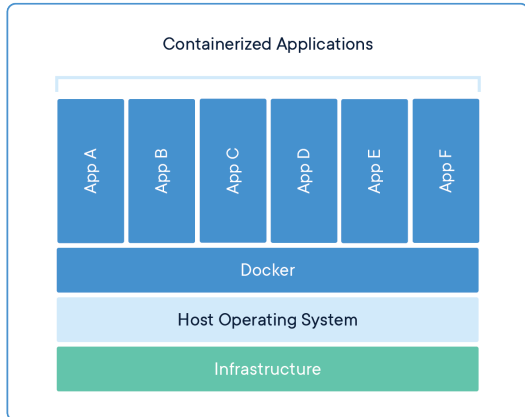 Containerized Applications
App A
App B
App C
App D
App E
App F
Docker
Host Operating System
Infrastructure